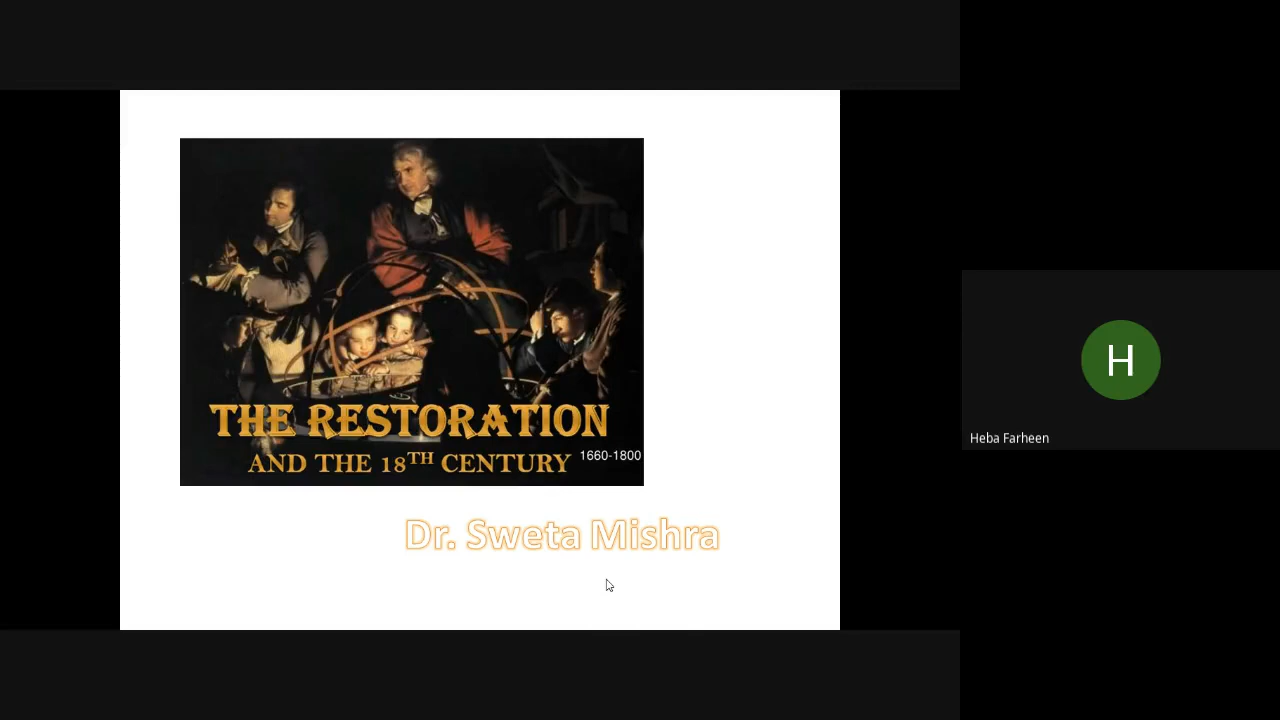 THE RESTORATION
AND THE 18TH CENTURY
1660-1800
Dr. Sweta Mishra
H
Heba Farheen